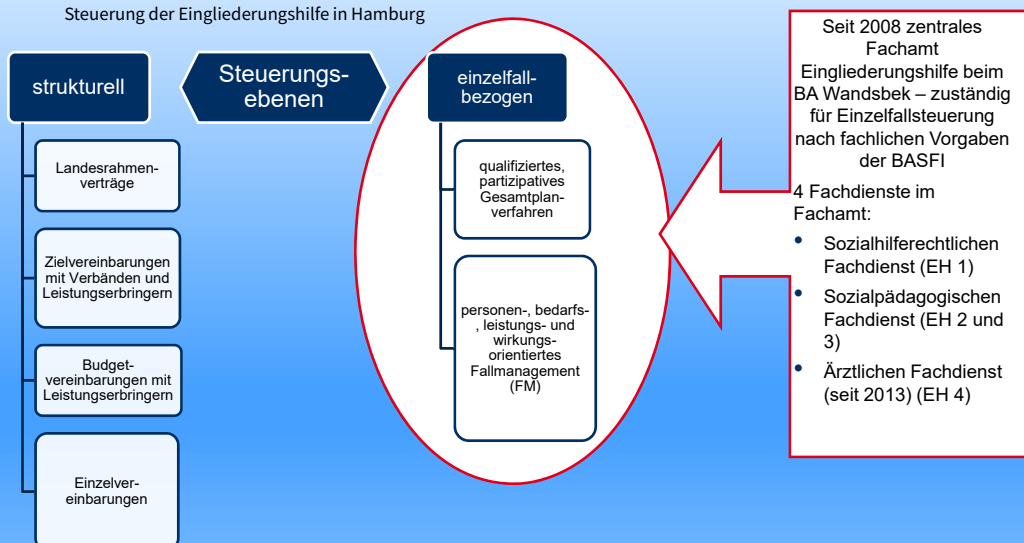 Steuerung der Eingliederungshilfe in Hamburg
strukturell
Steuerungs-
ebenen
einzelfall-
bezogen
Landesrahmen-
verträge
Zielvereinbarungen
mit Verbänden und
Leistungserbringern
Budget-
vereinbarungen mit
Leistungserbringern
Einzelver-
einbarungen
qualifiziertes,
partizipatives
Gesamtplan-
verfahren
personen-, bedarfs-
, leistungs- und
wirkungs-
orientiertes
Fallmanagement
(FM)
Seit 2008 zentrales
Fachamt
Eingliederungshilfe beim
BA Wandsbek – zuständig
für Einzelfallsteuerung
nach fachlichen Vorgaben
der BASFI
4 Fachdienste im
Fachamt:
• Sozialhilferechtlichen
Fachdienst (EH 1)
• Sozialpädagogischen
Fachdienst (EH 2 und
3)
• Ärztlichen Fachdienst
(seit 2013) (EH 4)